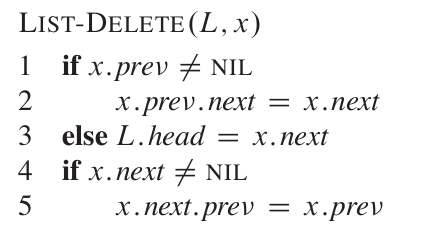 LIST-DELETE(L, x)
1 if x.prev ≠ NIL
2 x.prev.next = x.next
3 else L.head = x.next
4 if x.next ≠ NIL
5 x.next.prev = x.prev